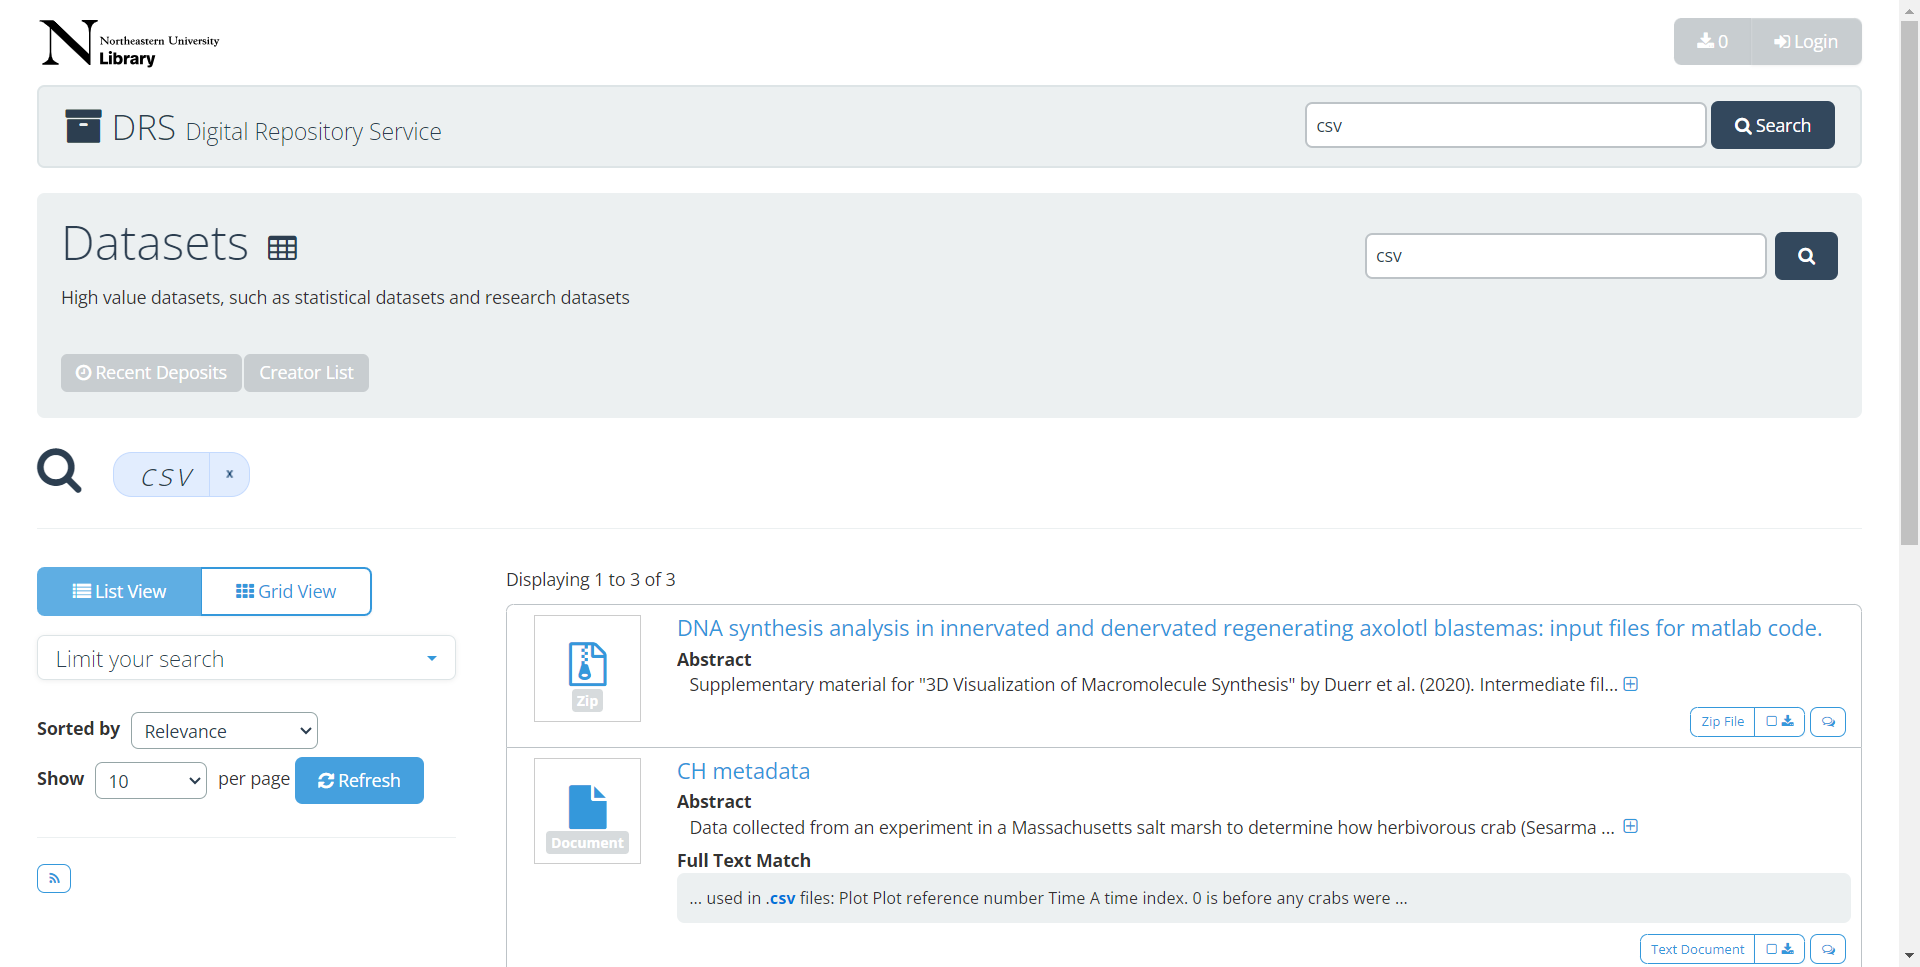 Northeastern University
Library
0
Login
DRS Digital Repository Service
csv
Search
Datasets
csv
High value datasets, such as statistical datasets and research datasets
Recent Deposits
Creator List
csv x
List View
Grid View
Displaying 1 to 3 of 3
Limit your search
Sorted by Relevance
Show 10 per page Refresh
Zip
DNA synthesis analysis in innervated and denervated regenerating axolotl blastemas: input files for matlab code.
Abstract
Supplementary material for "3D Visualization of Macromolecule Synthesis" by Duerr et al. (2020). Intermediate fil...
Zip File
Document
CH metadata
Abstract
Data collected from an experiment in a Massachusetts salt marsh to determine how herbivorous crab (Sesarma ...
Full Text Match
... used in .csv files: Plot Plot reference number Time A time index. 0 is before any crabs were ...
Text Document